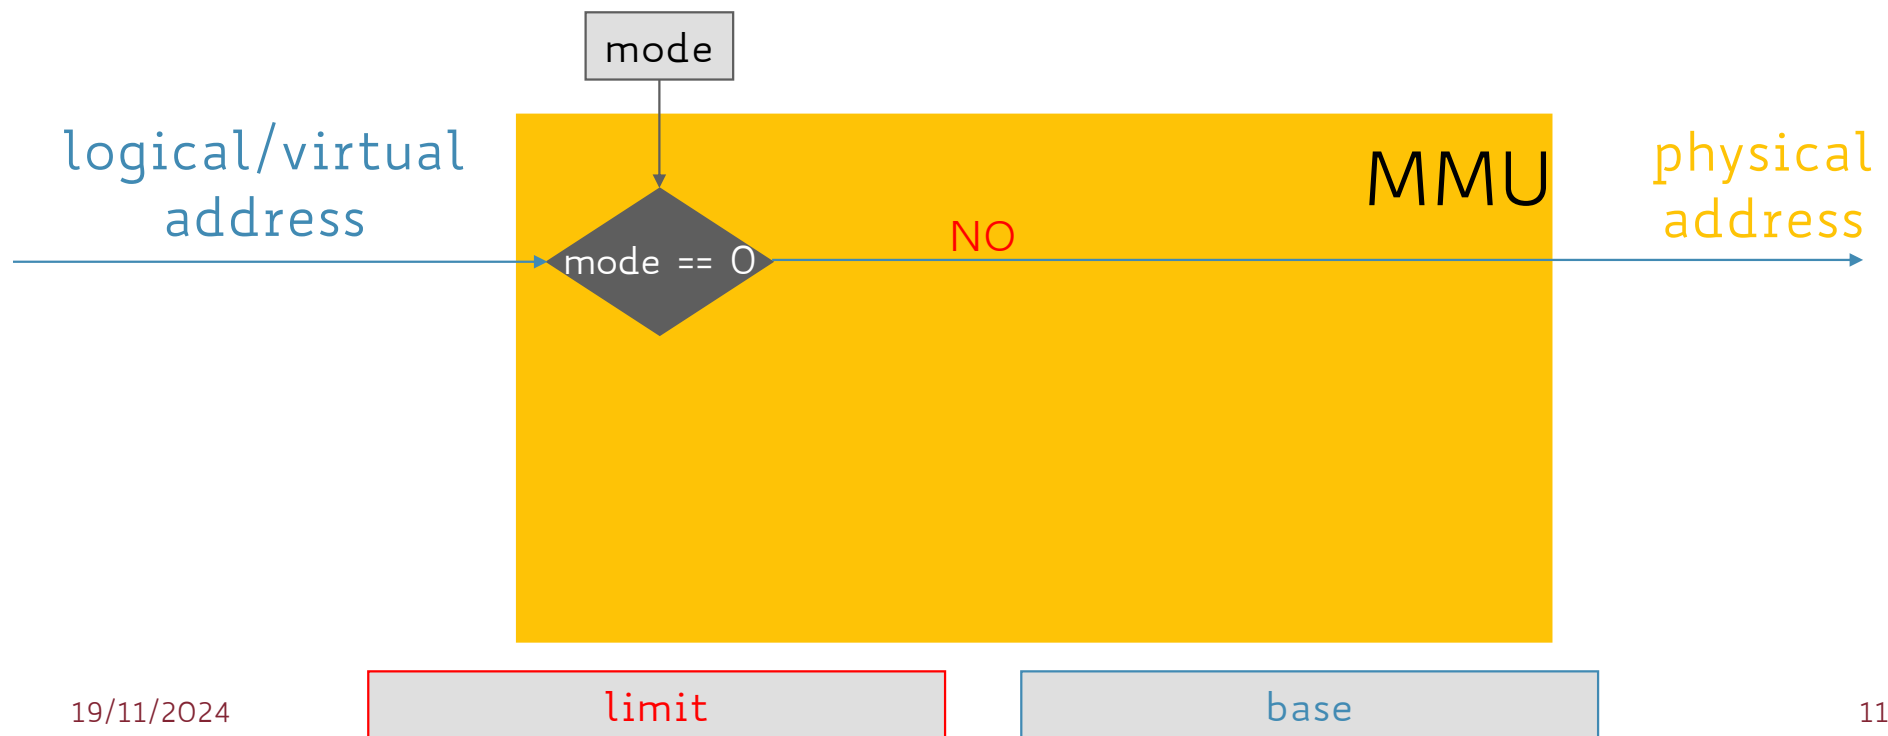 mode
logical/virtual
address
MMU
physical
address
NO
mode == 0
limit
base
19/11/2024
11